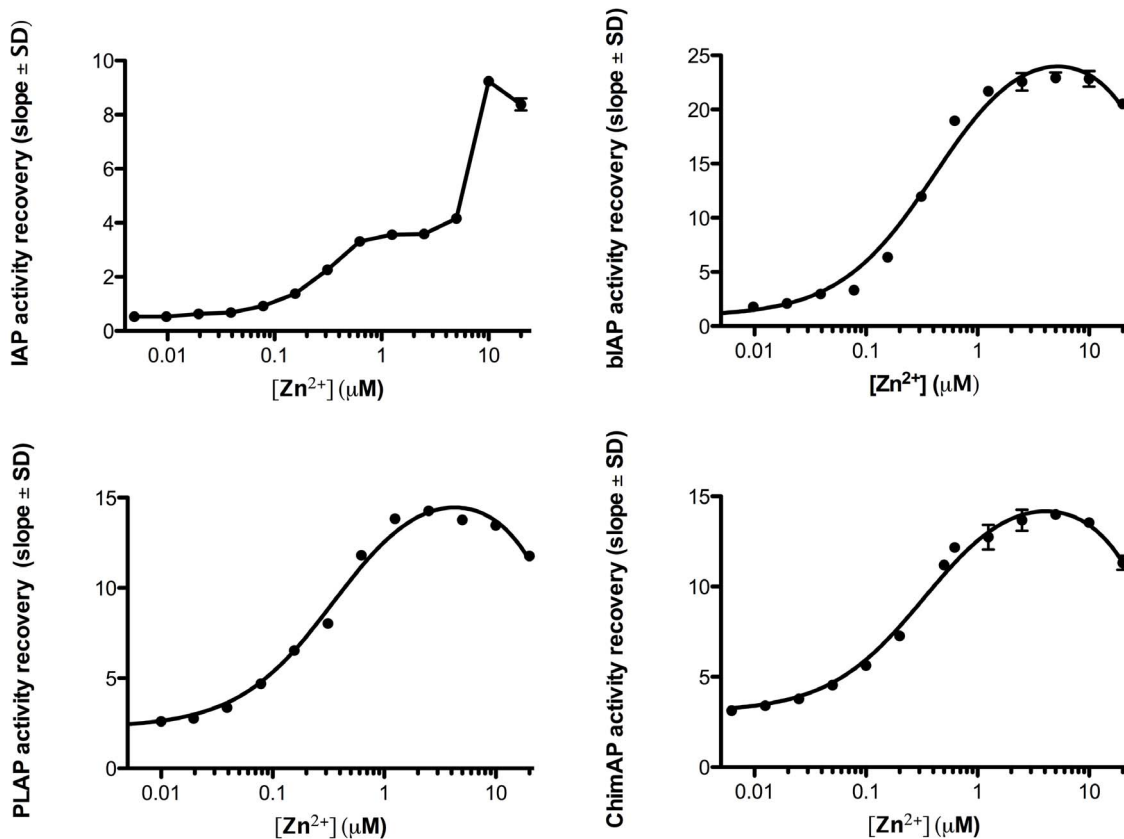 IAP activity recovery (slope ± SD)
10
8
6
4
2
0
0.01 0.1 1 10
[Zn²⁺] (μM)
bIAP activity recovery (slope ± SD)
25
20
15
10
5
0
0.01 0.1 1 10
[Zn²⁺] (μM)
PLAP activity recovery (slope ± SD)
15
10
5
0
0.01 0.1 1 10
[Zn²⁺] (μM)
ChimAP activity recovery (slope ± SD)
15
10
5
0
0.01 0.1 1 10
[Zn²⁺] (μM)